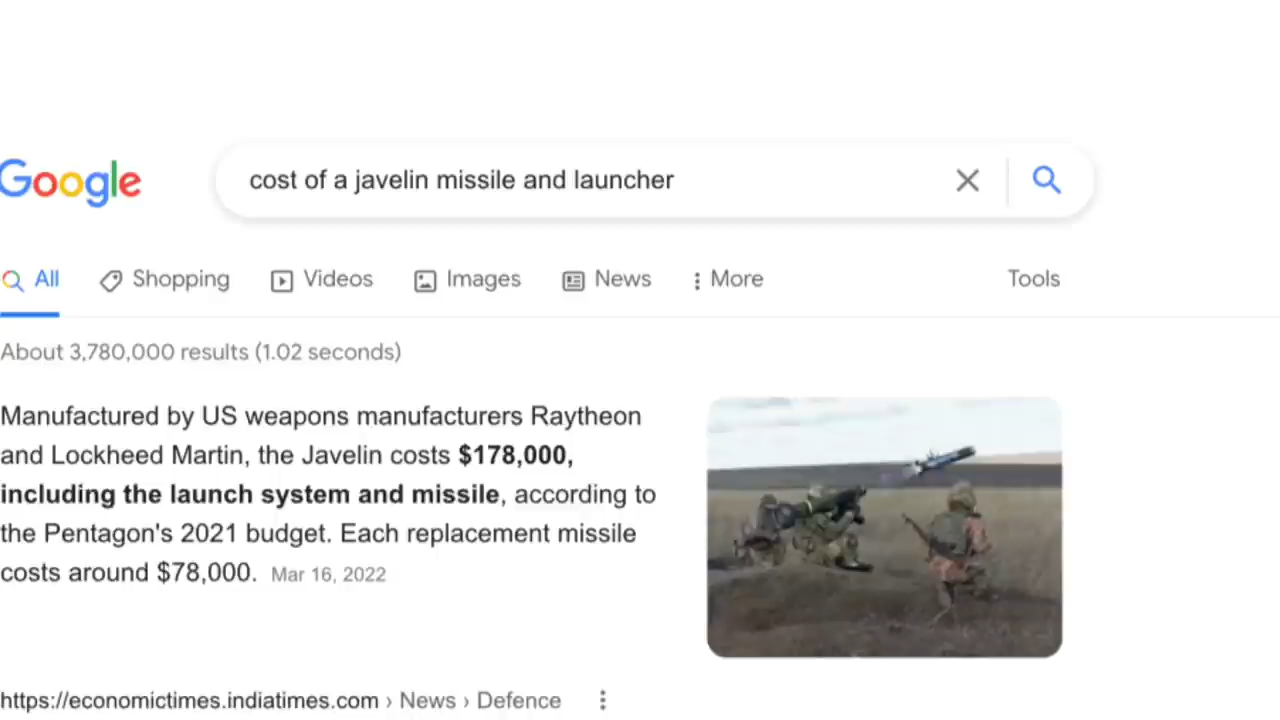 Google
cost of a javelin missile and launcher
All Shopping Videos Images News More Tools
About 3,780,000 results (1.02 seconds)
Manufactured by US weapons manufacturers Raytheon
and Lockheed Martin, the Javelin costs $178,000,
including the launch system and missile, according to
the Pentagon's 2021 budget. Each replacement missile
costs around $78,000. Mar 16, 2022
https://economictimes.indiatimes.com › News › Defence